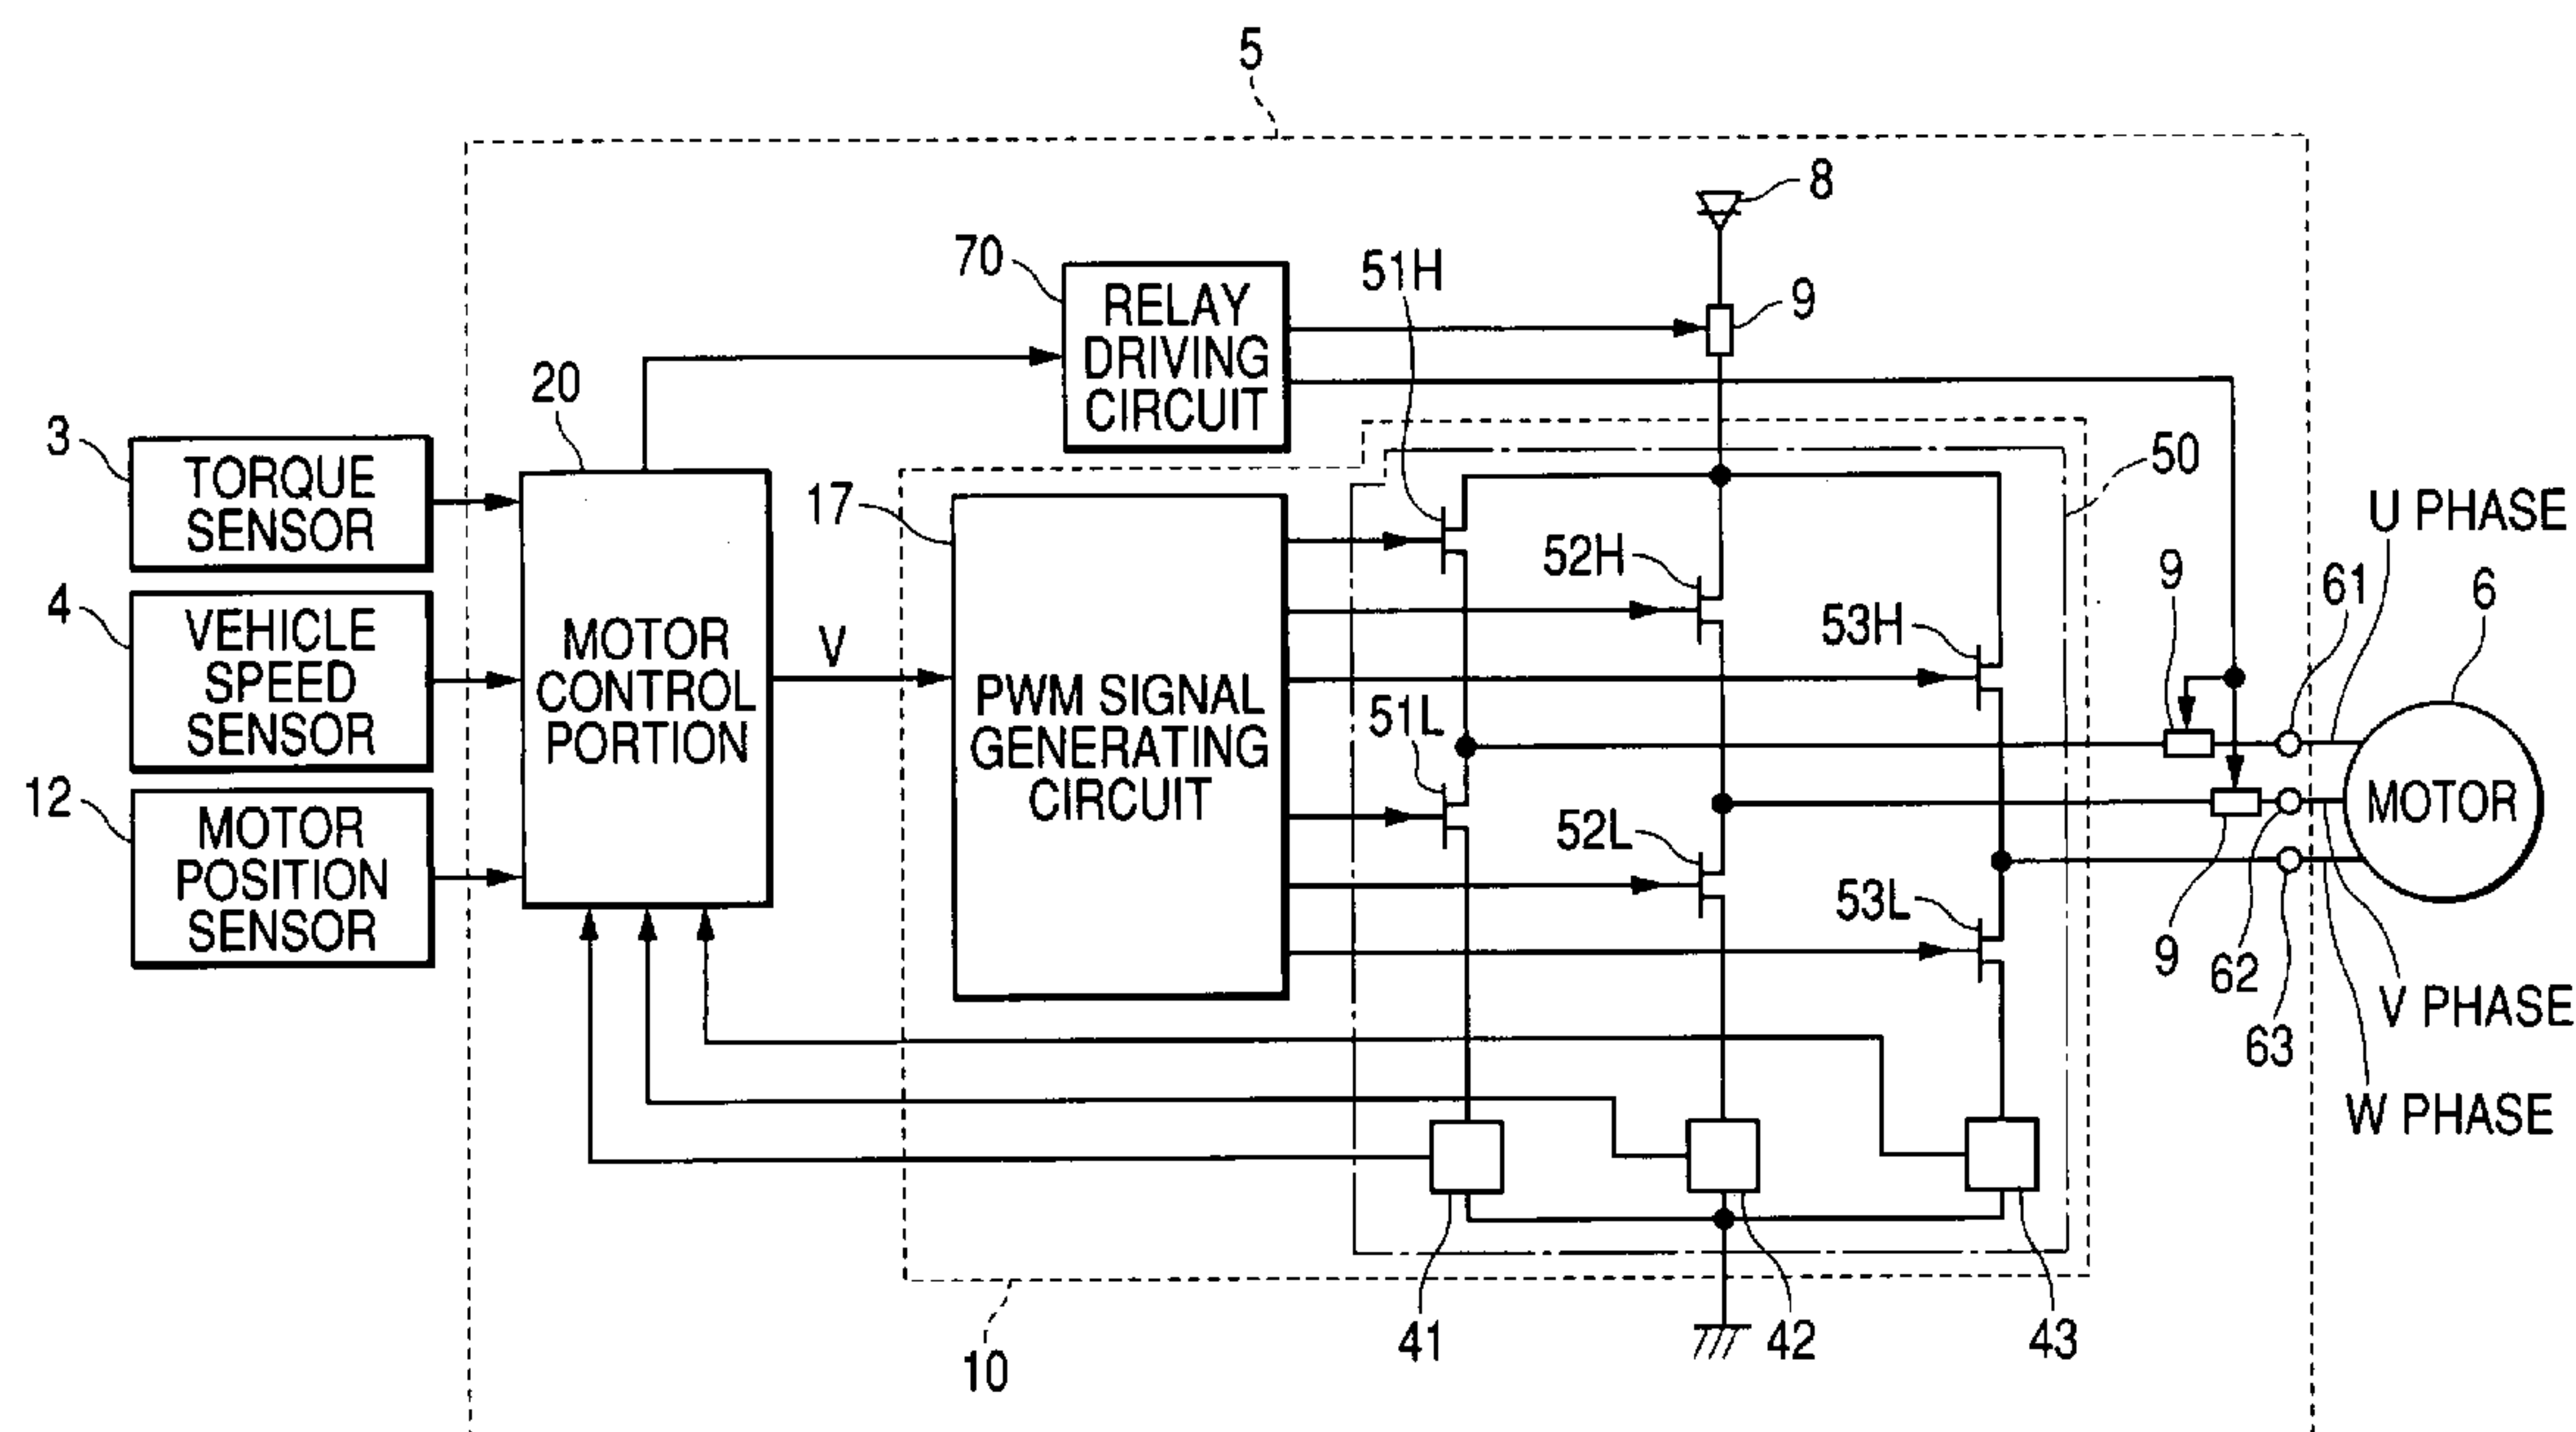 5
8
70
RELAY
DRIVING
CIRCUIT
51H
9
20
3
TORQUE
SENSOR
17
50
U PHASE
4
VEHICLE
SPEED
SENSOR
MOTOR
CONTROL
PORTION
V
PWM SIGNAL
GENERATING
CIRCUIT
52H
53H
9
61
6
51L
MOTOR
12
MOTOR
POSITION
SENSOR
52L
53L
9
62
63
V PHASE
W PHASE
10
41
42
43